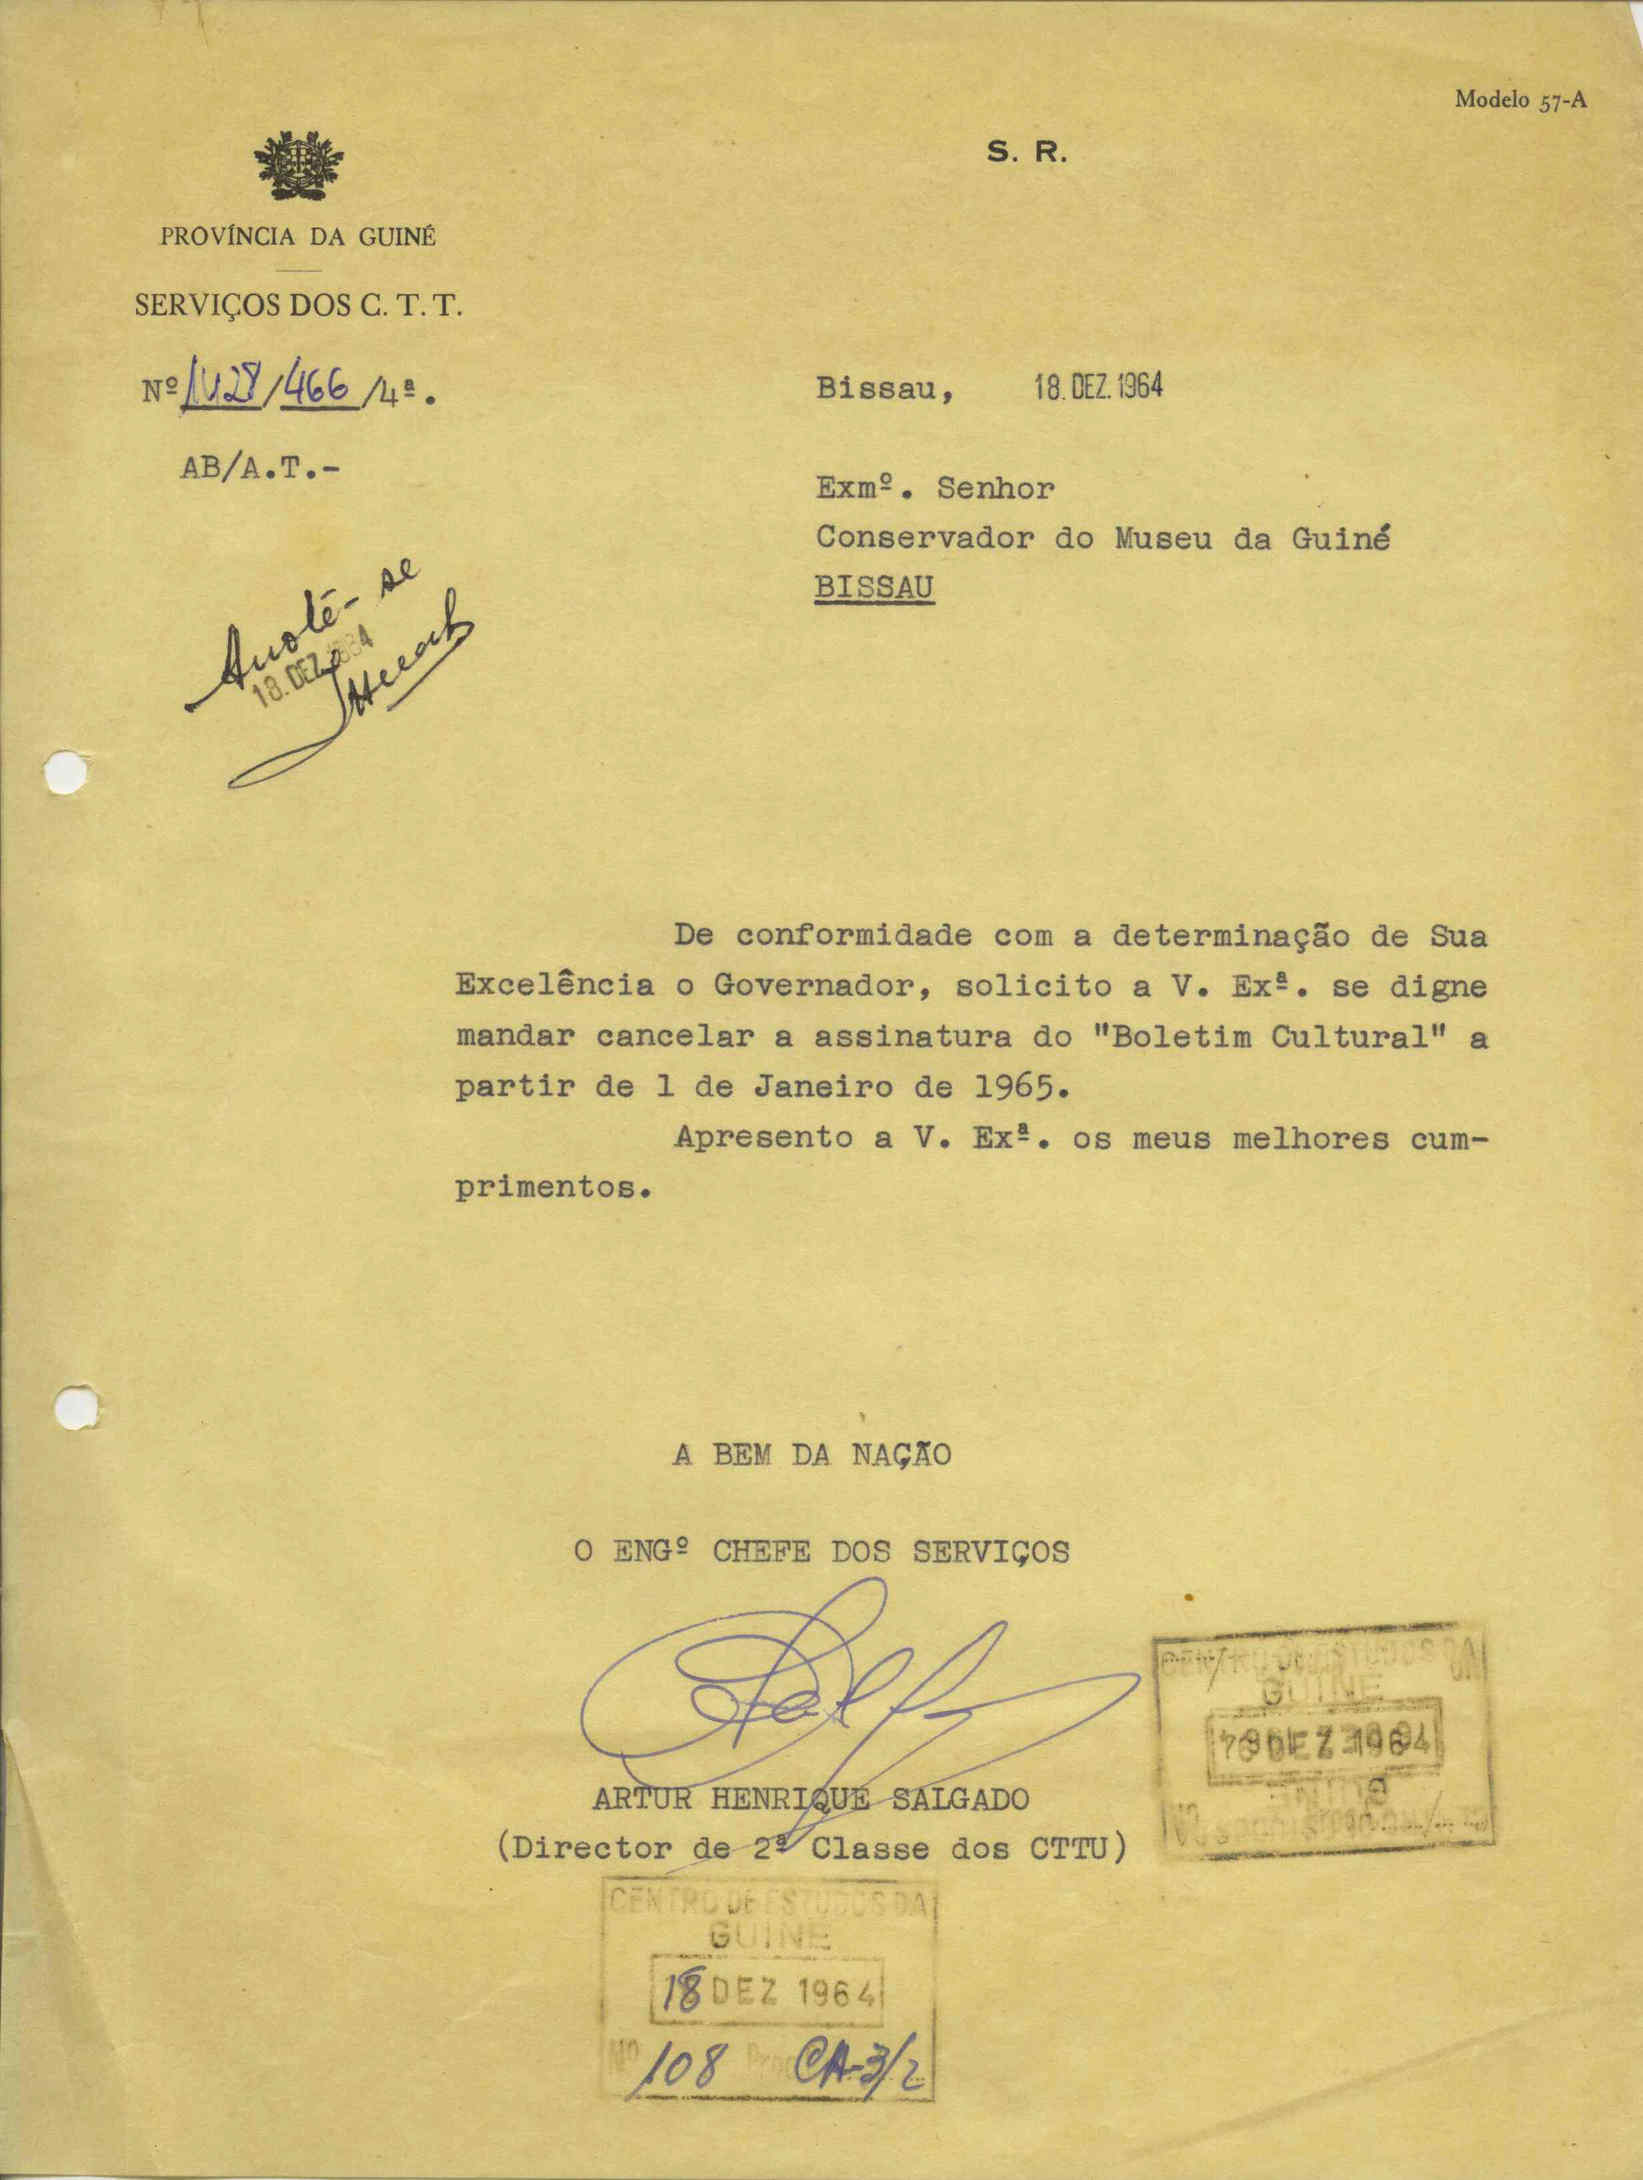 Modelo 57-A
S. R.
PROVÍNCIA DA GUINÉ
SERVIÇOS DOS C. T. T.
Nº /466 /4ª.
AB/A.T.-
Bissau, 18. DEZ. 1964
Exmº. Senhor
Conservador do Museu da Guiné
BISSAU
Anote-se
18. DEZ. 1964
De conformidade com a determinação de Sua
Excelência o Governador, solicito a V. Exª. se digne
mandar cancelar a assinatura do "Boletim Cultural" a
partir de 1 de Janeiro de 1965.
Apresento a V. Exª. os meus melhores cum-
primentos.
A BEM DA NAÇÃO
O ENGº CHEFE DOS SERVIÇOS
ARTUR HENRIQUE SALGADO
(Director de 2ª Classe dos CTTU)
GUINÉ
DEZ 1964
CENTRO DE ESTUDOS DA
GUINÉ
18 DEZ 1964
Nº 108 Proc CA-3/2